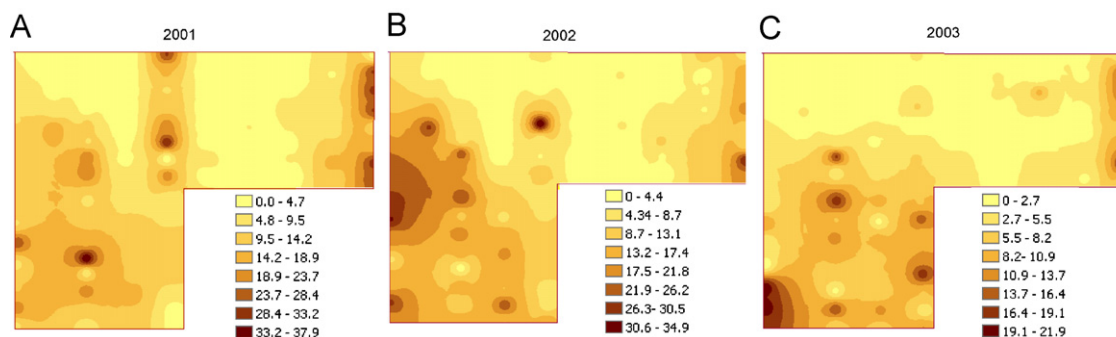 A
2001
0.0 - 4.7
4.8 - 9.5
9.5 - 14.2
14.2 - 18.9
18.9 - 23.7
23.7 - 28.4
28.4 - 33.2
33.2 - 37.9
B
2002
0 - 4.4
4.34 - 8.7
8.7 - 13.1
13.2 - 17.4
17.5 - 21.8
21.9 - 26.2
26.3 - 30.5
30.6 - 34.9
C
2003
0 - 2.7
2.7 - 5.5
5.5 - 8.2
8.2 - 10.9
10.9 - 13.7
13.7 - 16.4
16.4 - 19.1
19.1 - 21.9